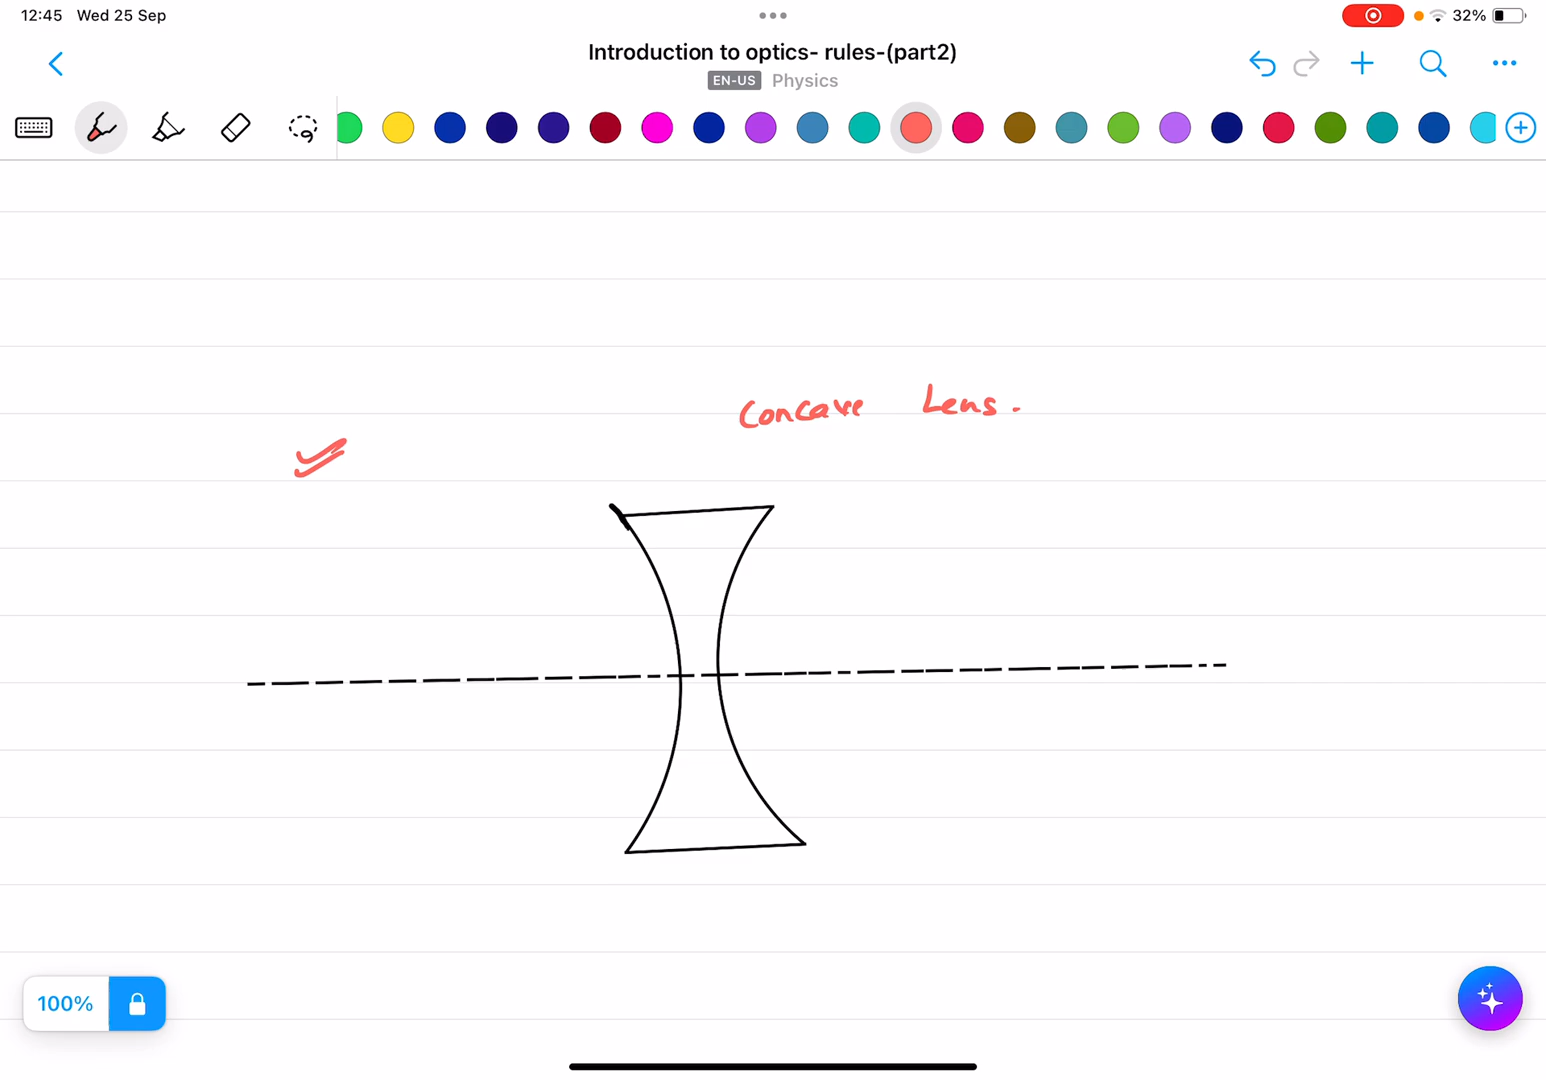 12:45 Wed 25 Sep 32%
Introduction to optics- rules-(part2)
EN-US Physics
Concave Lens.
100%